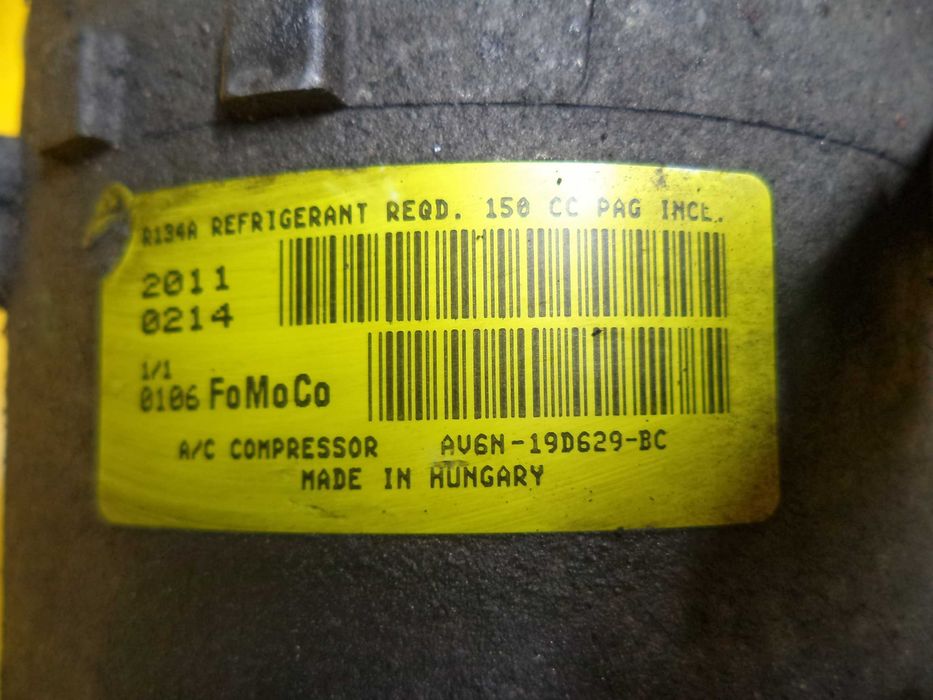 R134A REFRIGERANT REQD. 150 CC PAG INCL.
2011
0214
1/1
0106 FoMoCo
A/C COMPRESSOR AV6N-19D629-BC
MADE IN HUNGARY